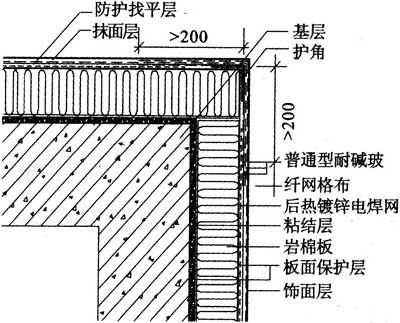 防护找平层
抹面层
>200
基层
护角
>200
普通型耐碱玻
纤网格布
后热镀锌电焊网
粘结层
岩棉板
板面保护层
饰面层